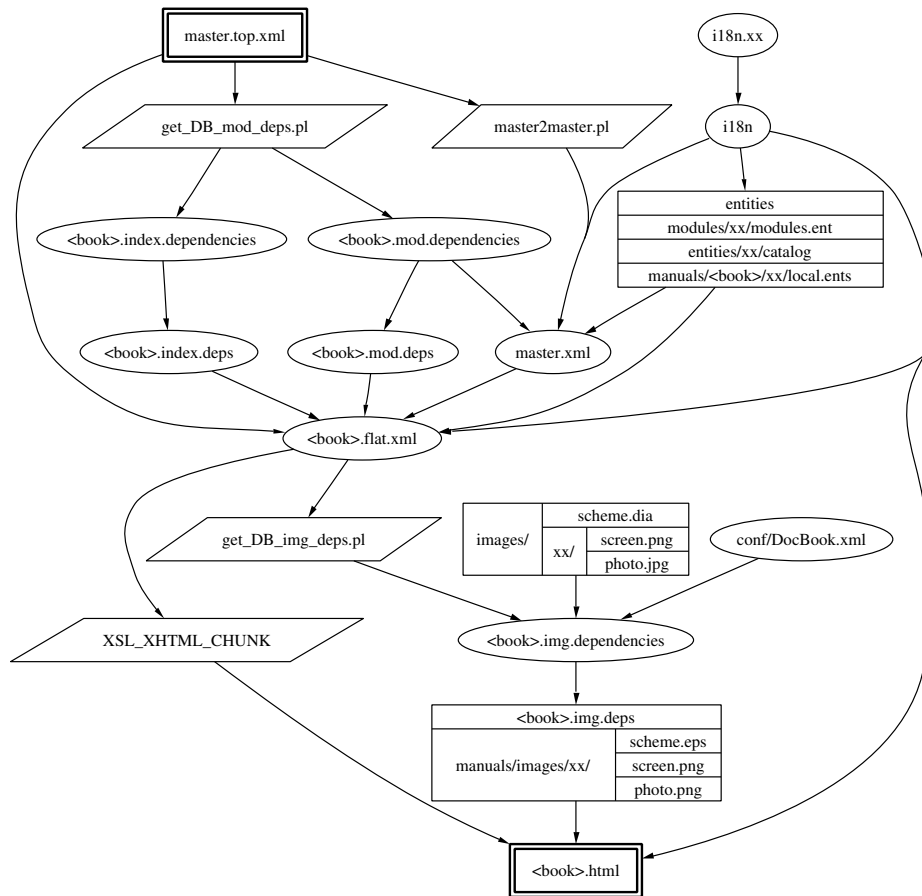 master.top.xml
i18n.xx
get_DB_mod_deps.pl
master2master.pl
i18n
entities
modules/xx/modules.ent
entities/xx/catalog
manuals/<book>/xx/local.ents
<book>.index.dependencies
<book>.mod.dependencies
<book>.index.deps
<book>.mod.deps
master.xml
<book>.flat.xml
get_DB_img_deps.pl
images/
scheme.dia
xx/
screen.png
photo.jpg
conf/DocBook.xml
XSL_XHTML_CHUNK
<book>.img.dependencies
<book>.img.deps
manuals/images/xx/
scheme.eps
screen.png
photo.png
<book>.html